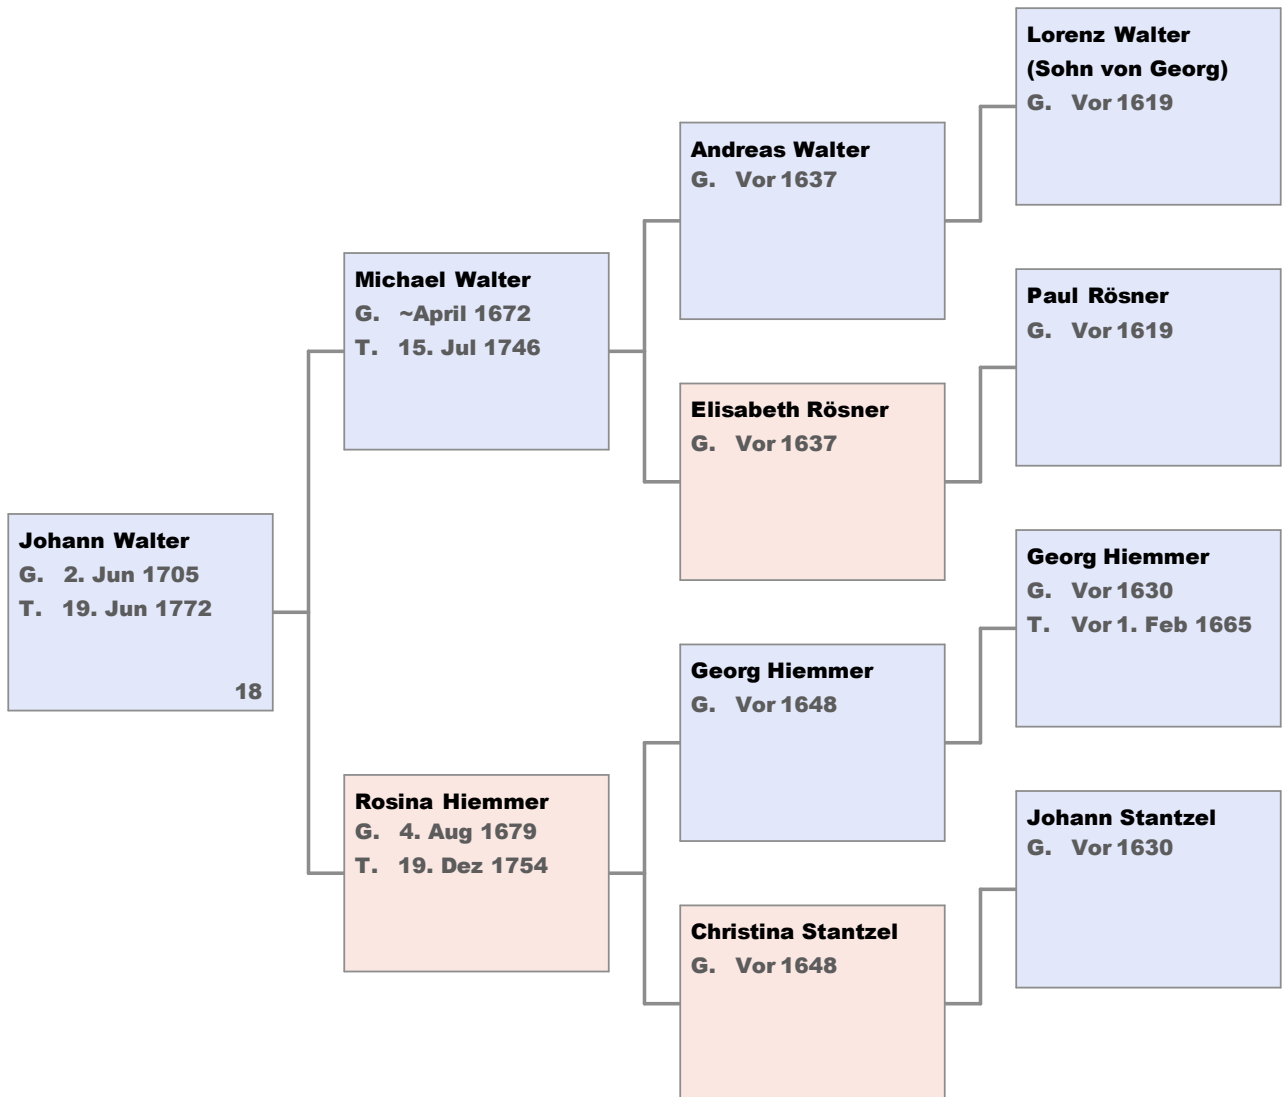 Lorenz Walter
(Sohn von Georg)
G. Vor 1619
Andreas Walter
G. Vor 1637
Michael Walter
G. ~April 1672
T. 15. Jul 1746
Paul Rösner
G. Vor 1619
Elisabeth Rösner
G. Vor 1637
Johann Walter
G. 2. Jun 1705
T. 19. Jun 1772
18
Georg Hiemmer
G. Vor 1630
T. Vor 1. Feb 1665
Georg Hiemmer
G. Vor 1648
Rosina Hiemmer
G. 4. Aug 1679
T. 19. Dez 1754
Johann Stantzel
G. Vor 1630
Christina Stantzel
G. Vor 1648